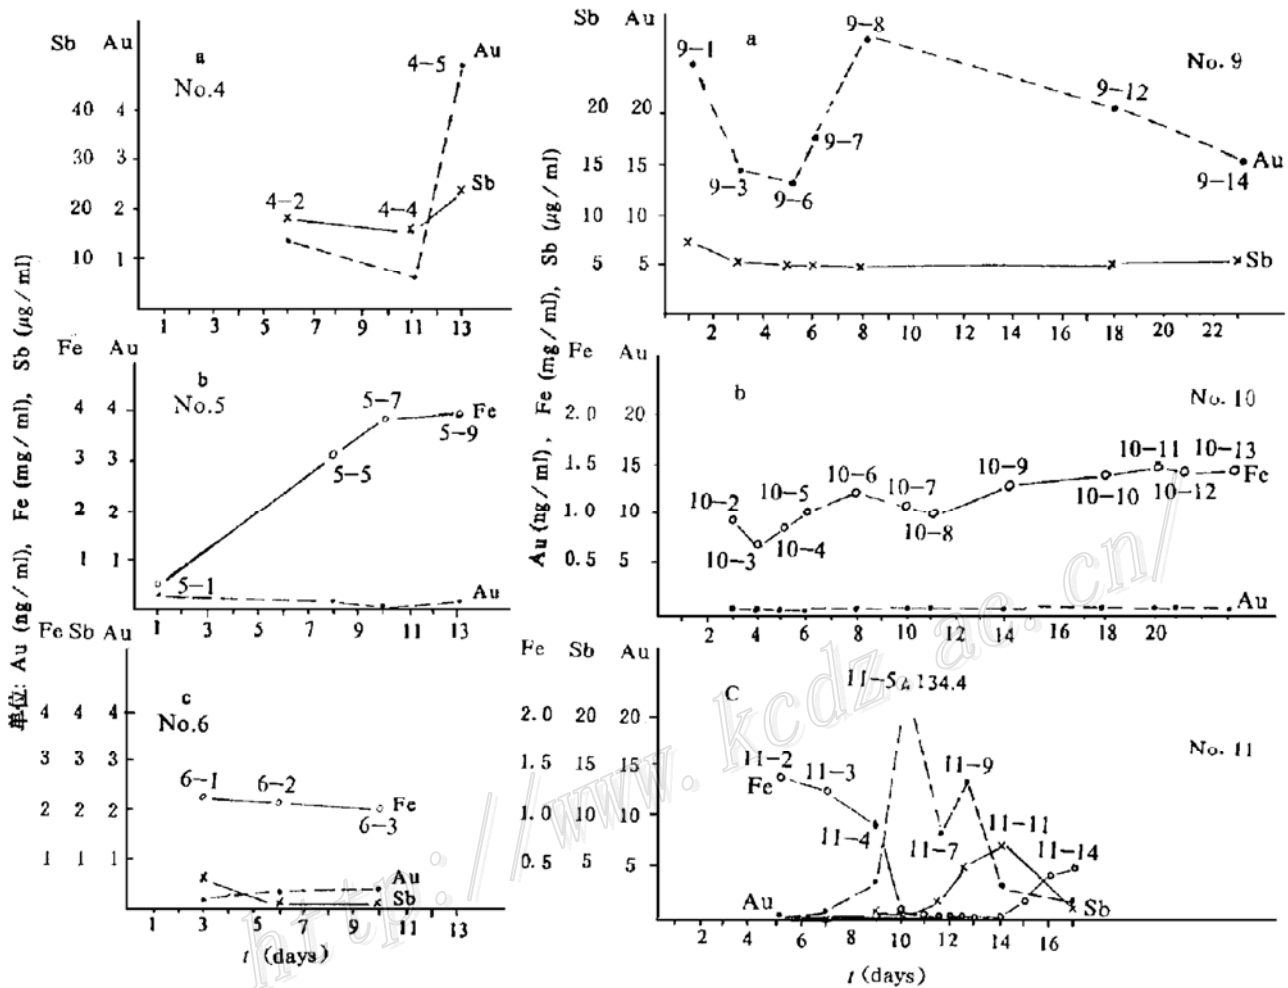 Sb Au
a
No.4
4-5
Au
40 4
30 3
20 2
10 1
4-2
4-4
Sb
1 3 5 7 9 11 13
Fe Au
b
No.5
4 4
3 3
2 2
1 1
5-7
Fe
5-9
5-5
5-1
Au
1 3 5 7 9 11 13
Fe Sb Au
c
No.6
4 4 4
3 3 3
2 2 2
1 1 1
6-1
6-2
Fe
6-3
Au
Sb
1 3 5 7 9 11 13
t (days)
单位: Au (ng/ml), Fe (mg/ml), Sb (μg/ml)
Sb Au
a
No. 9
9-1
9-8
20 20
15 15
10 10
5 5
9-12
9-7
9-3
9-6
Au
9-14
Sb
2 4 6 8 10 12 14 16 18 20 22
Fe Au
b
No. 10
2.0 20
1.5 15
1.0 10
0.5 5
10-2
10-3
10-5
10-4
10-6
10-7
10-8
10-9
10-10
10-11
10-12
10-13
Fe
Au
2 4 6 8 10 12 14 18 20
Fe Sb Au
C
No. 11
2.0 20 20
1.5 15 15
1.0 10 10
0.5 5 5
11-5 134.4
11-2
Fe
11-3
11-4
11-9
11-7
11-11
11-14
Au
Sb
2 4 6 8 10 12 14 16
t (days)
Au (ng/ml), Fe (mg/ml), Sb (μg/ml)
http://www.kcdz.ac.cn/